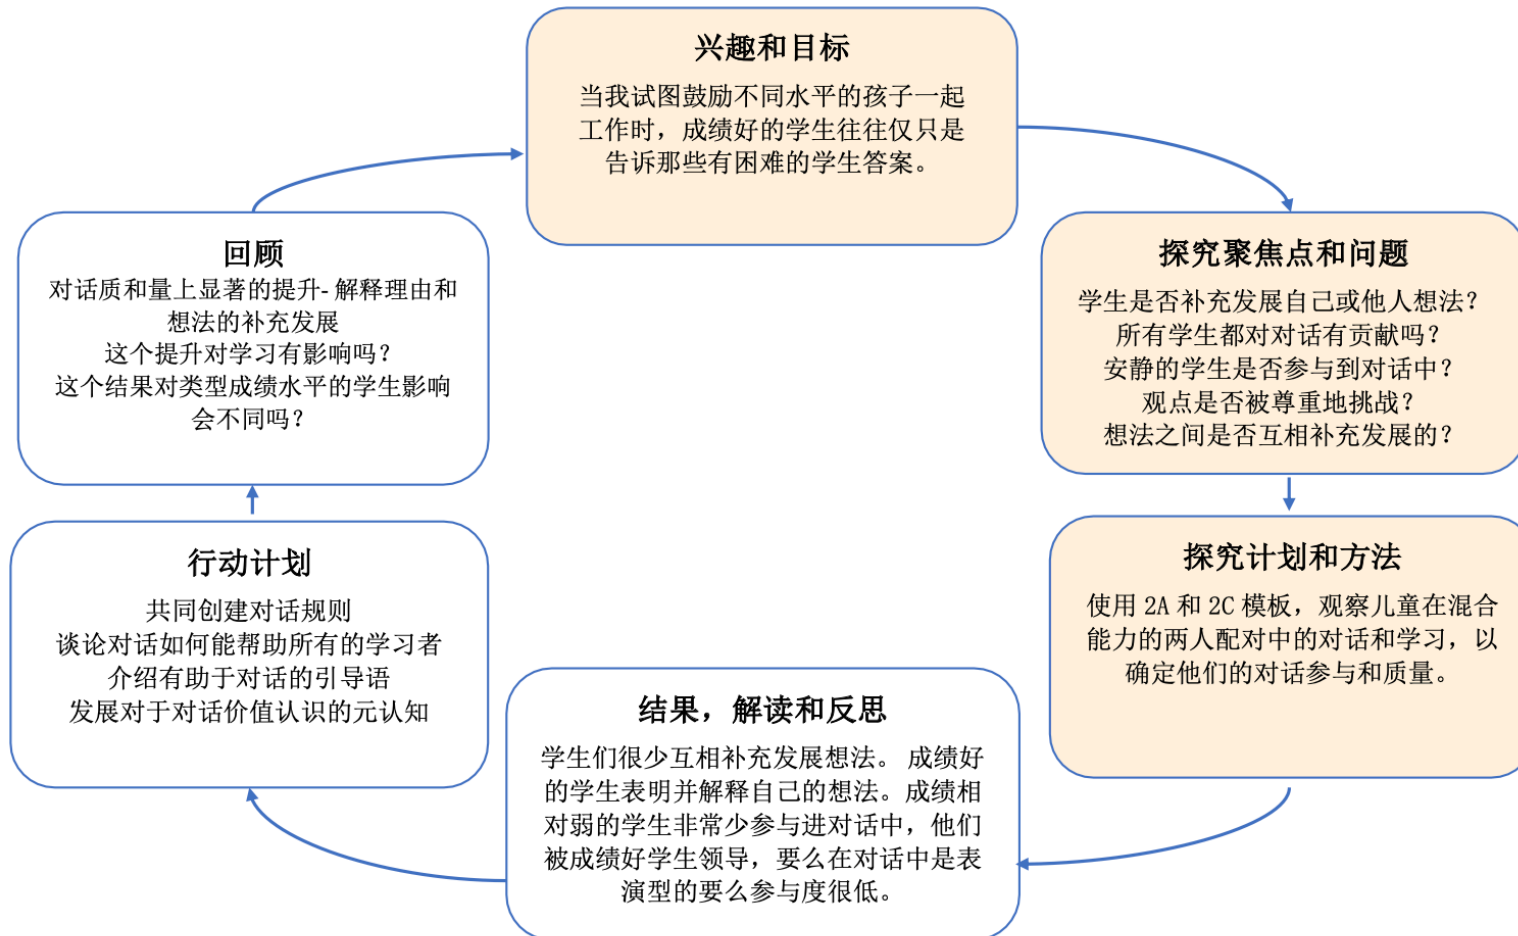 兴趣和目标
当我试图鼓励不同水平的孩子一起
工作时，成绩好的学生往往仅只是
告诉那些有困难的学生答案。
探究聚焦点和问题
学生是否补充发展自己或他人想法？
所有学生都对对话有贡献吗？
安静的学生是否参与到对话中？
观点是否被尊重地挑战？
想法之间是否互相补充发展的？
探究计划和方法
使用 2A 和 2C 模板，观察儿童在混合
能力的两人配对中的对话和学习，以
确定他们的对话参与和质量。
结果，解读和反思
学生们很少互相补充发展想法。 成绩好
的学生表明并解释自己的想法。成绩相
对弱的学生非常少参与进对话中，他们
被成绩好学生领导，要么在对话中是表
演型的要么参与度很低。
行动计划
共同创建对话规则
谈论对话如何能帮助所有的学习者
介绍有助于对话的引导语
发展对于对话价值认识的元认知
回顾
对话质和量上显著的提升- 解释理由和
想法的补充发展
这个提升对学习有影响吗？
这个结果对类型成绩水平的学生影响
会不同吗？